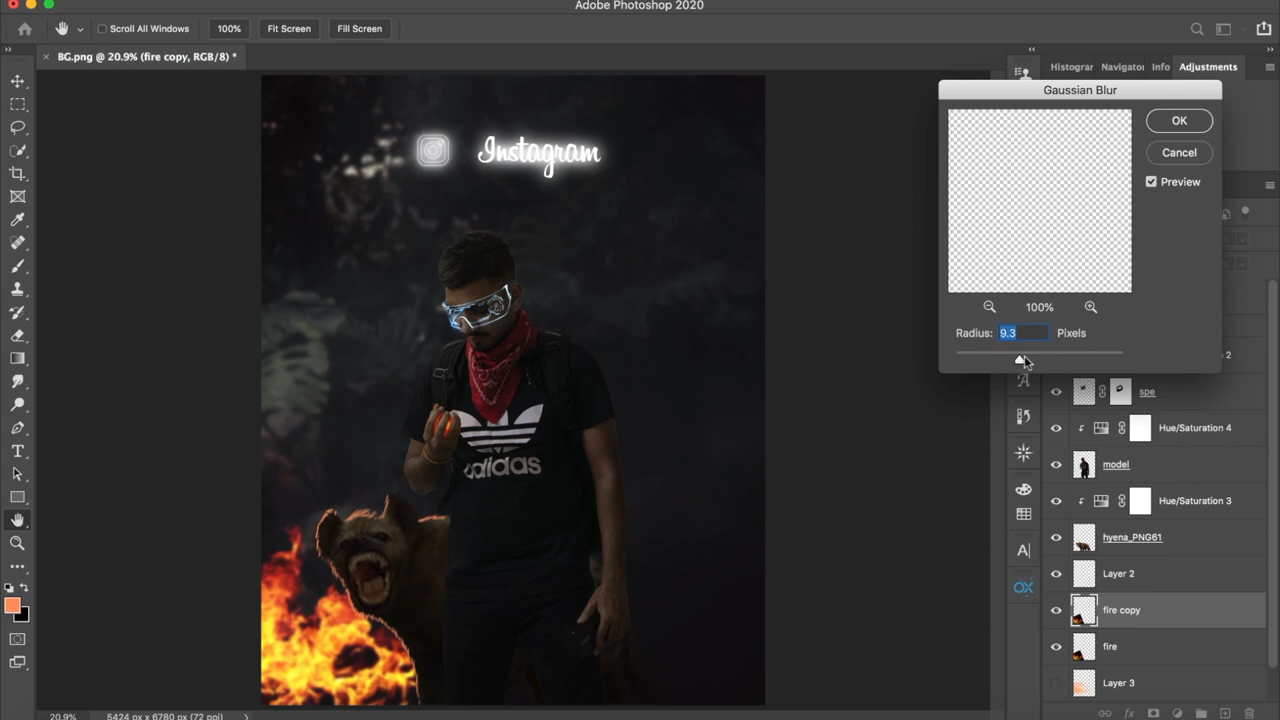 Adobe Photoshop 2020
Scroll All Windows
100%
Fit Screen
Fill Screen
BG.png @ 20.9% (fire copy, RGB/8) *
Histogram
Navigator
Info
Adjustments
Gaussian Blur
OK
Cancel
Preview
100%
Radius: 9.3 Pixels
Instagram
adidas
2
spe
Hue/Saturation 4
model
Hue/Saturation 3
hyena_PNG61
Layer 2
fire copy
fire
Layer 3
20.9%
5424 px x 6780 px (72 ppi)